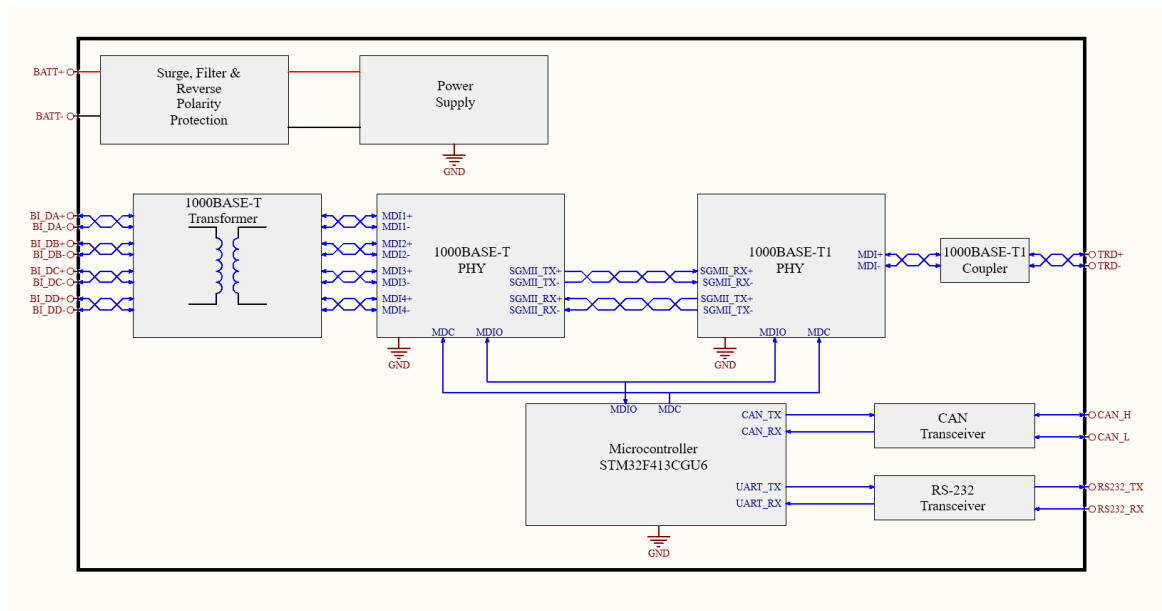 BATT+
BATT-
Surge, Filter &
Reverse
Polarity
Protection
Power
Supply
GND
BI_DA+
BI_DA-
BI_DB+
BI_DB-
BI_DC+
BI_DC-
BI_DD+
BI_DD-
1000BASE-T
Transformer
MDI1+
MDI1-
MDI2+
MDI2-
MDI3+
MDI3-
MDI4+
MDI4-
1000BASE-T
PHY
SGMII_TX+
SGMII_TX-
SGMII_RX+
SGMII_RX-
MDC
MDIO
GND
SGMII_RX+
SGMII_RX-
SGMII_TX+
SGMII_TX-
1000BASE-T1
PHY
MDI+
MDI-
MDIO
MDC
GND
1000BASE-T1
Coupler
TRD+
TRD-
MDIO
MDC
Microcontroller
STM32F413CGU6
CAN_TX
CAN_RX
UART_TX
UART_RX
GND
CAN
Transceiver
CAN_H
CAN_L
RS-232
Transceiver
RS232_TX
RS232_RX